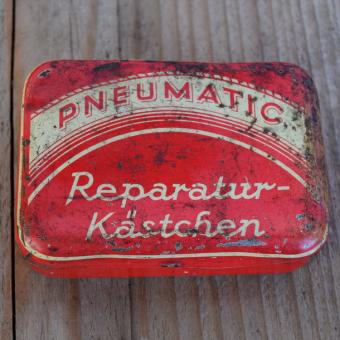 PNEUMATIC
Reparatur-
Kästchen